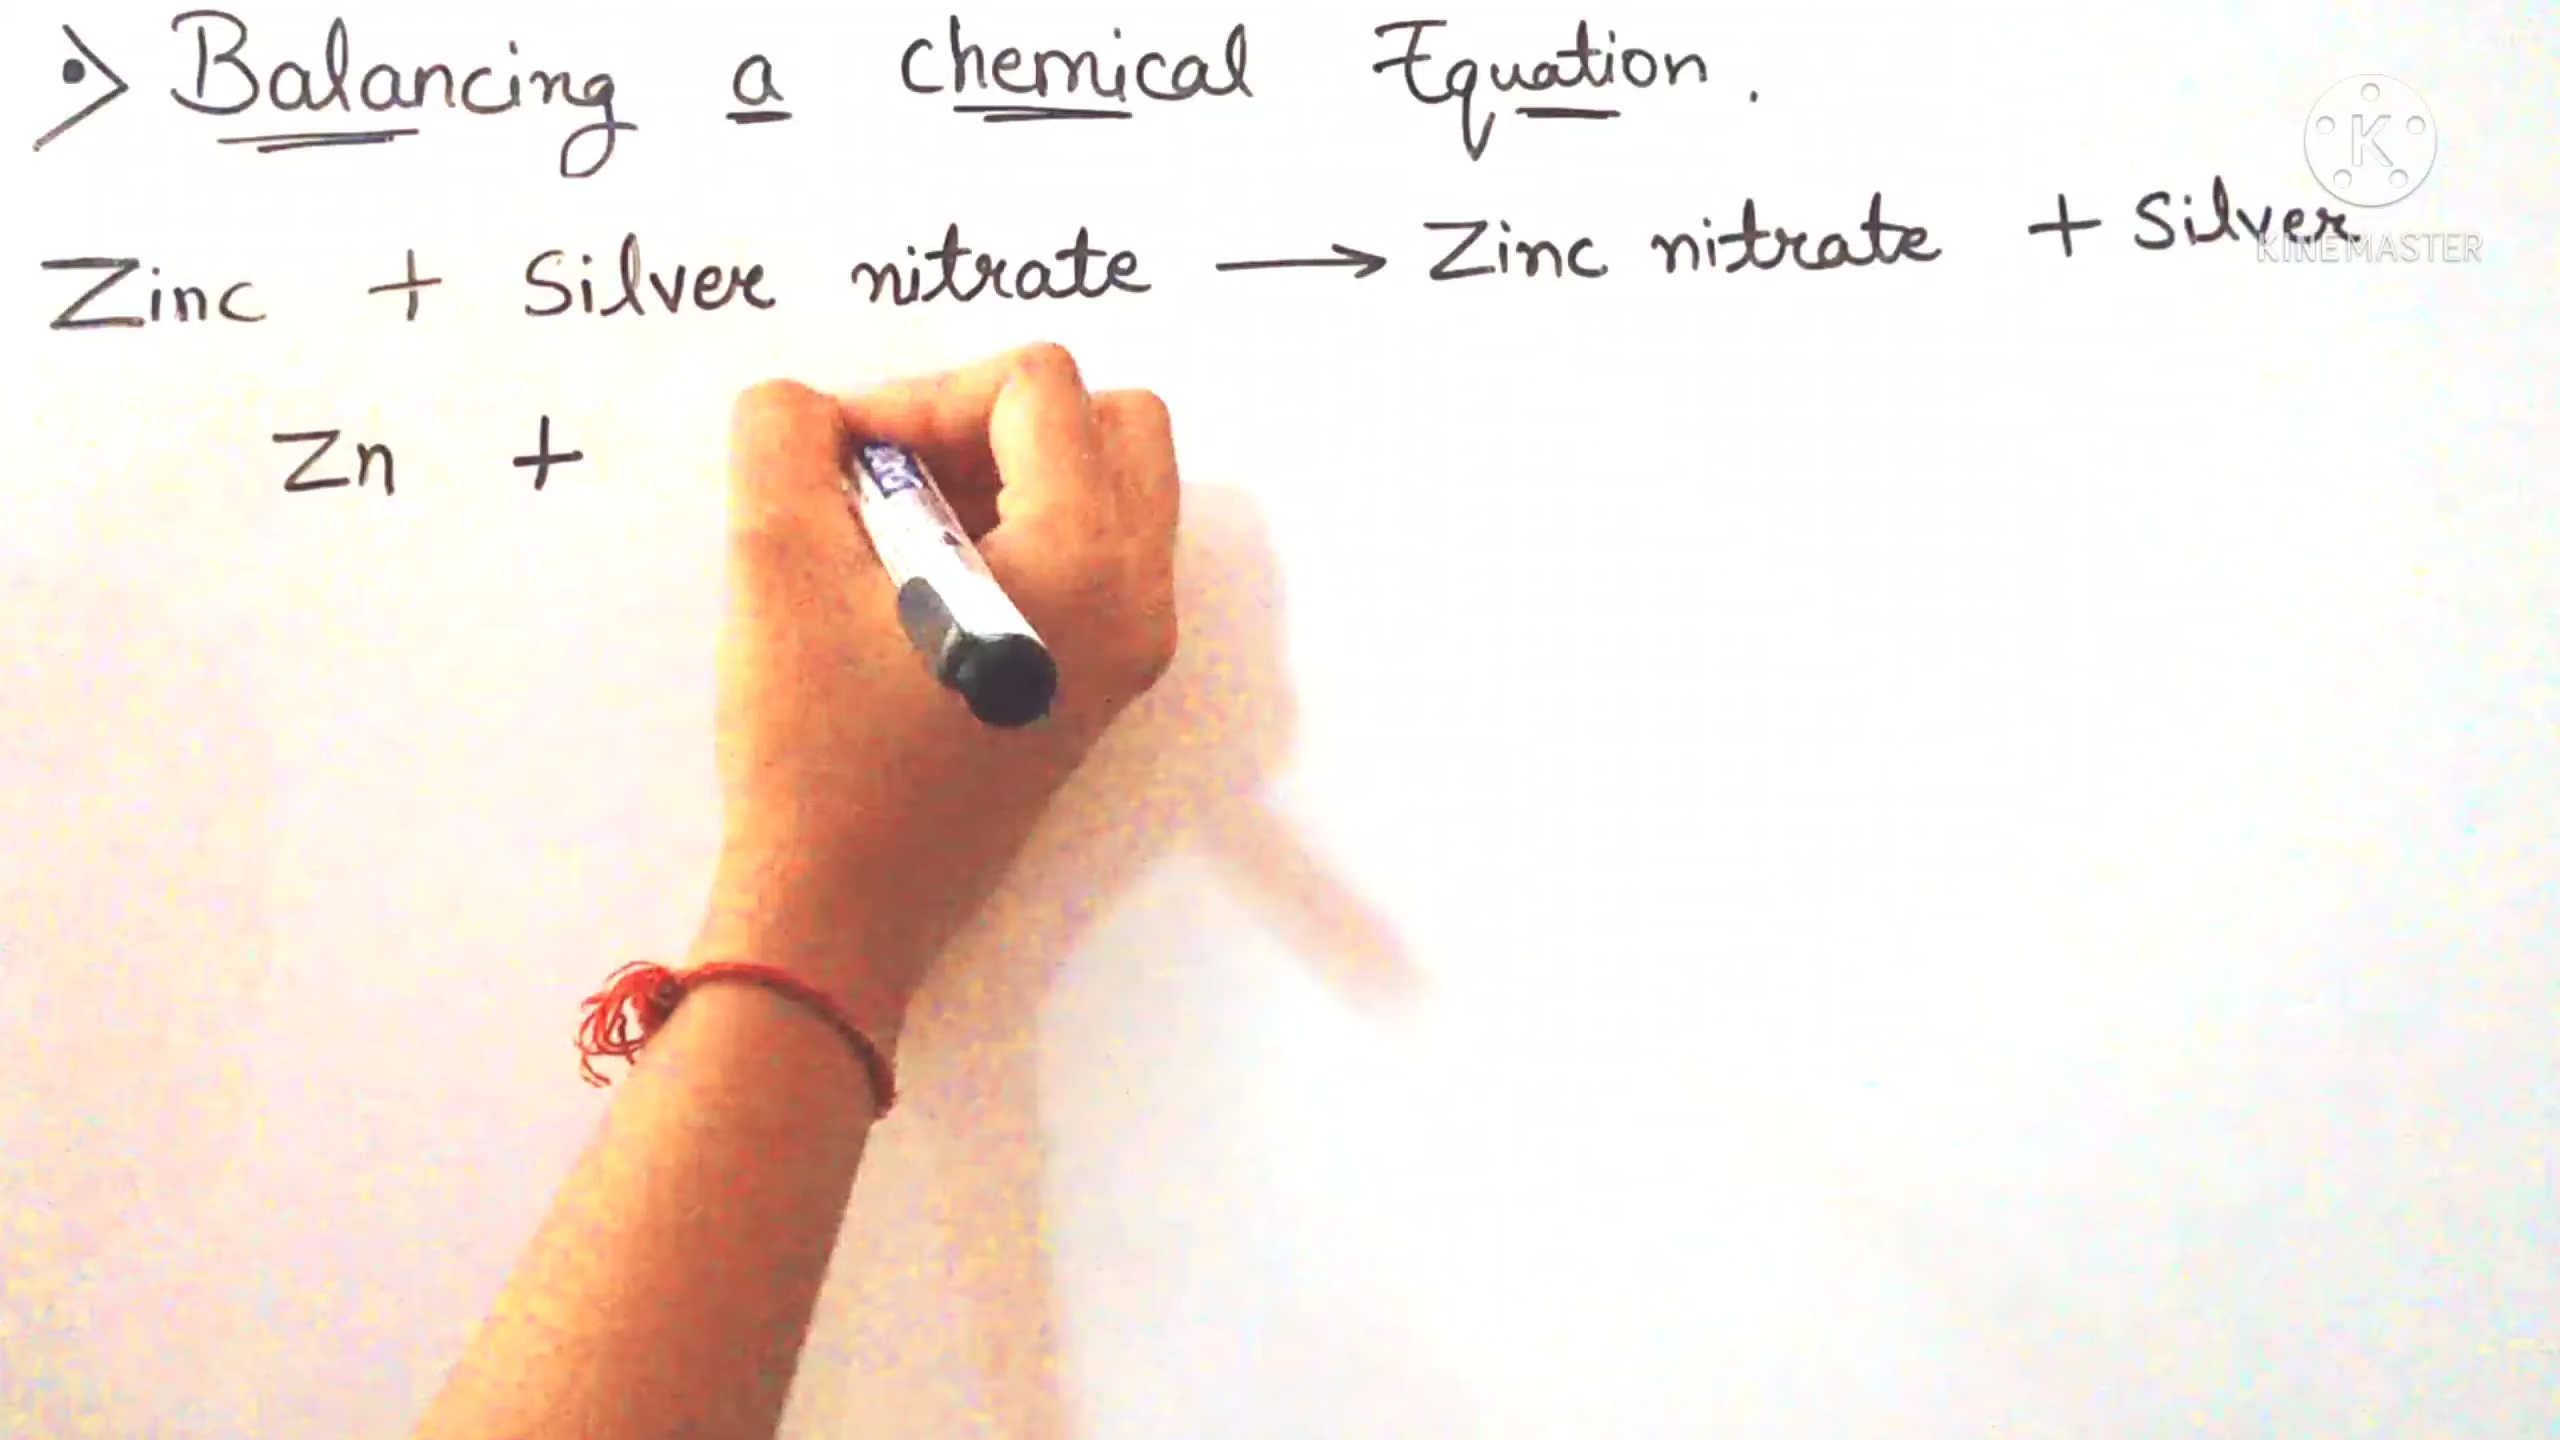 Balancing a chemical Equation.
Zinc + Silver nitrate → Zinc nitrate + Silver
KINEMASTER
Zn +